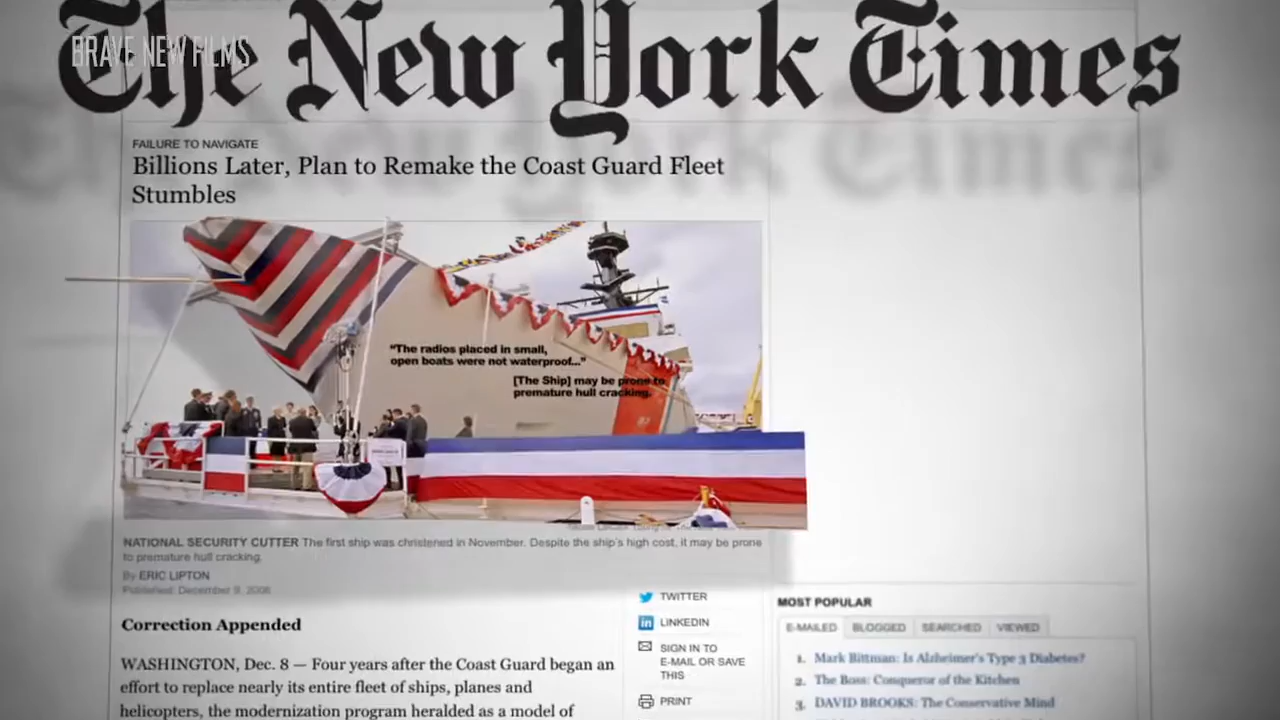 The New York Times
BRAVE NEW FILMS
FAILURE TO NAVIGATE
Billions Later, Plan to Remake the Coast Guard Fleet
Stumbles
"The radios placed in small,
open boats were not waterproof..."
[The Ship] may be prone to
premature hull cracking.
NATIONAL SECURITY CUTTER The first ship was christened in November. Despite the ship's high cost, it may be prone
to premature hull cracking.
By ERIC LIPTON
Published: December 9, 2006
Correction Appended
WASHINGTON, Dec. 8 — Four years after the Coast Guard began an
effort to replace nearly its entire fleet of ships, planes and
helicopters, the modernization program heralded as a model of
TWITTER
LINKEDIN
SIGN IN TO
E-MAIL OR SAVE
THIS
PRINT
MOST POPULAR
E-MAILED BLOGGED SEARCHED VIEWED
1. Mark Bittman: Is Alzheimer's Type 3 Diabetes?
2. The Boss: Conqueror of the Kitchen
3. DAVID BROOKS: The Conservative Mind